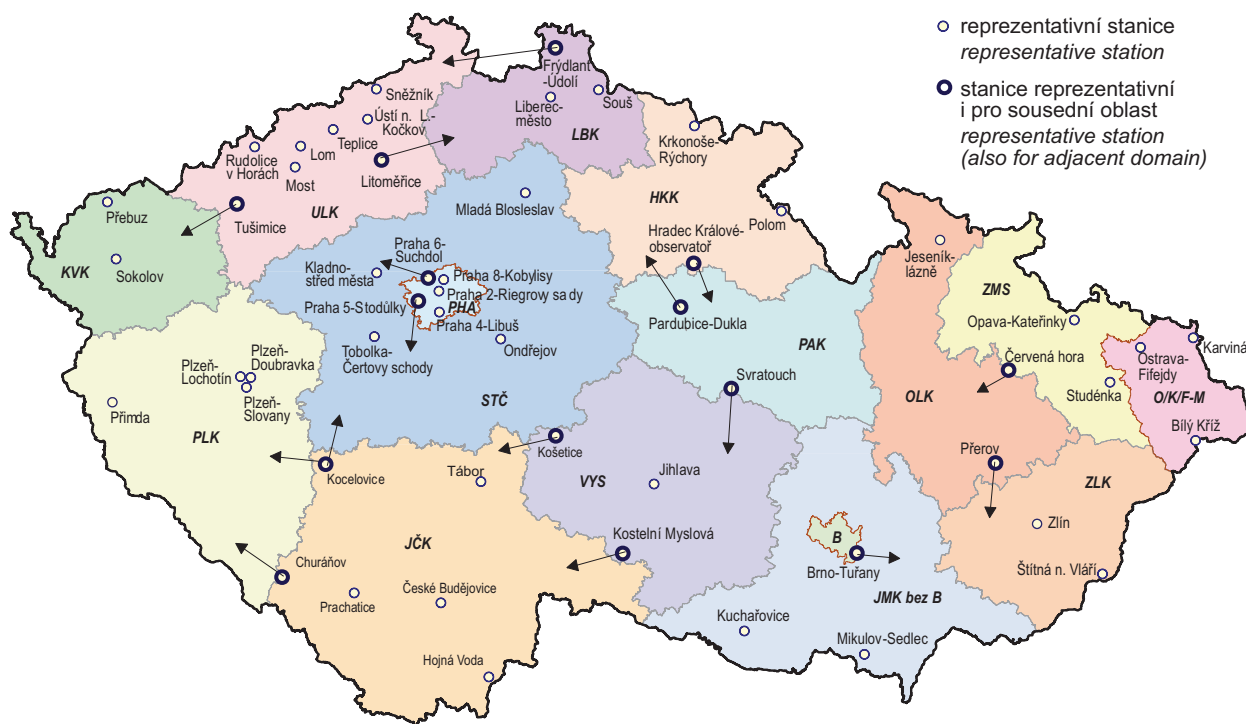 reprezentativní stanice
representative station
stanice reprezentativní
i pro sousední oblast
representative station
(also for adjacent domain)
Frýdlant
-Údolí
Sněžník
Souš
Liberec-
město
LBK
Ústí n. L.-
Kočkov
Teplice
Lom
Rudolice
v Horách
Most
Litoměřice
Krkonoše-
Rýchory
ULK
Tušimice
Přebuz
Mladá Blosleslav
HKK
Polom
Hradec Králové-
observatoř
Jeseník-
lázně
KVK
Sokolov
Praha 6-
Suchdol
Kladno-
střed města
Praha 8-Kobylisy
Praha 2-Riegrovy sa dy
Praha 5-Stodůlky
PHA
Praha 4-Libuš
ZMS
Opava-Kateřinky
Pardubice-Dukla
PAK
Karviná
Ostrava-
Fifejdy
Tobolka-
Čertovy schody
Ondřejov
Plzeň-
Doubravka
Plzeň-
Lochotín
Plzeň-
Slovany
Červená hora
Svratouch
Studénka
O/K/F-M
STČ
OLK
Přimda
PLK
Bílý Kříž
Košetice
Přerov
Kocelovice
Tábor
VYS
Jihlava
ZLK
Zlín
Kostelní Myslová
B
JČK
Churáňov
Brno-Tuřany
Štítná n. Vláří
Prachatice
České Budějovice
JMK bez B
Kuchařovice
Mikulov-Sedlec
Hojná Voda